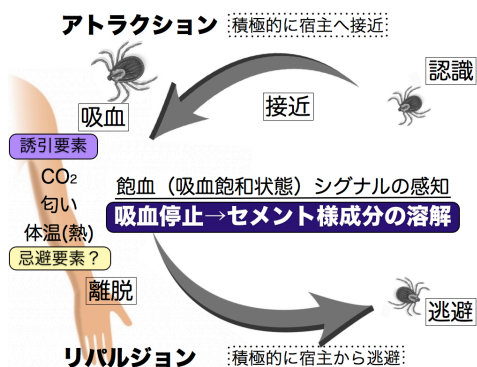 アトラクション 積極的に宿主へ接近
認識
接近
吸血
誘引要素
CO₂
匂い
体温(熱)
忌避要素？
飽血（吸血飽和状態）シグナルの感知
吸血停止→セメント様成分の溶解
離脱
逃避
リパルジョン 積極的に宿主から逃避